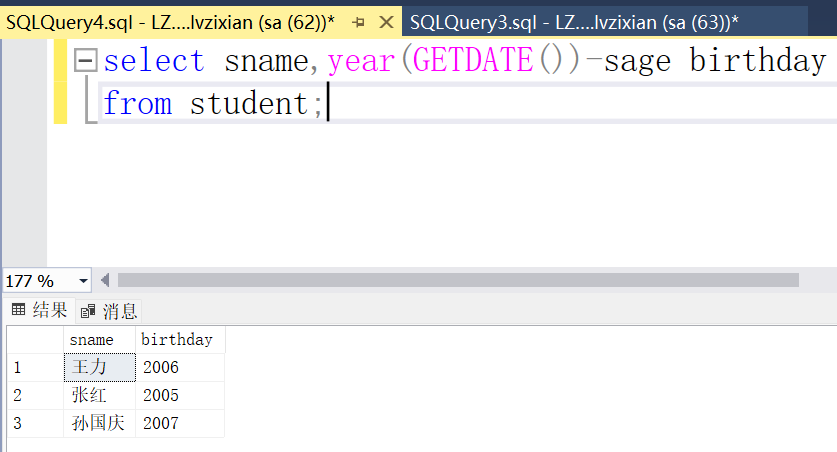 SQLQuery4.sql - LZ....lvzixian (sa (62))* SQLQuery3.sql - LZ....lvzixian (sa (63))*
select sname,year(GETDATE())-sage birthday
from student;
177 %
结果 消息
sname birthday
1 王力 2006
2 张红 2005
3 孙国庆 2007